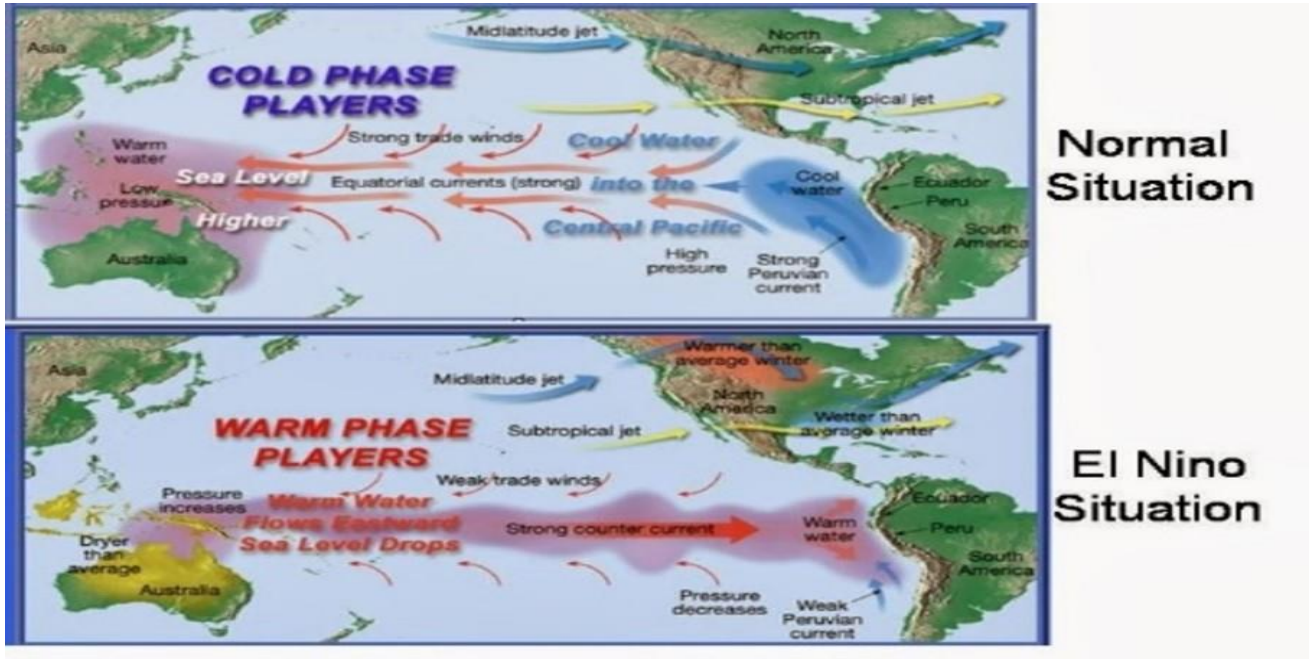 Asia
Midlatitude jet
North
America
COLD PHASE
PLAYERS
Subtropical jet
Strong trade winds
Cool Water
Warm
water
Sea Level
Equatorial currents (strong)
into the
Cool
water
Ecuador
Low
pressure
Peru
Higher
Central Pacific
South
America
Australia
High
pressure
Strong
Peruvian
current
Normal
Situation
Asia
Midlatitude jet
Warmer than
average winter
North
America
WARM PHASE
PLAYERS
Subtropical jet
Wetter than
average winter
Weak trade winds
Pressure
increases
Warm Water
Flows Eastward
Sea Level Drops
Strong counter current
Warm
water
Ecuador
Peru
Dryer
than
average
South
America
Australia
Pressure
decreases
Weak
Peruvian
current
El Nino
Situation